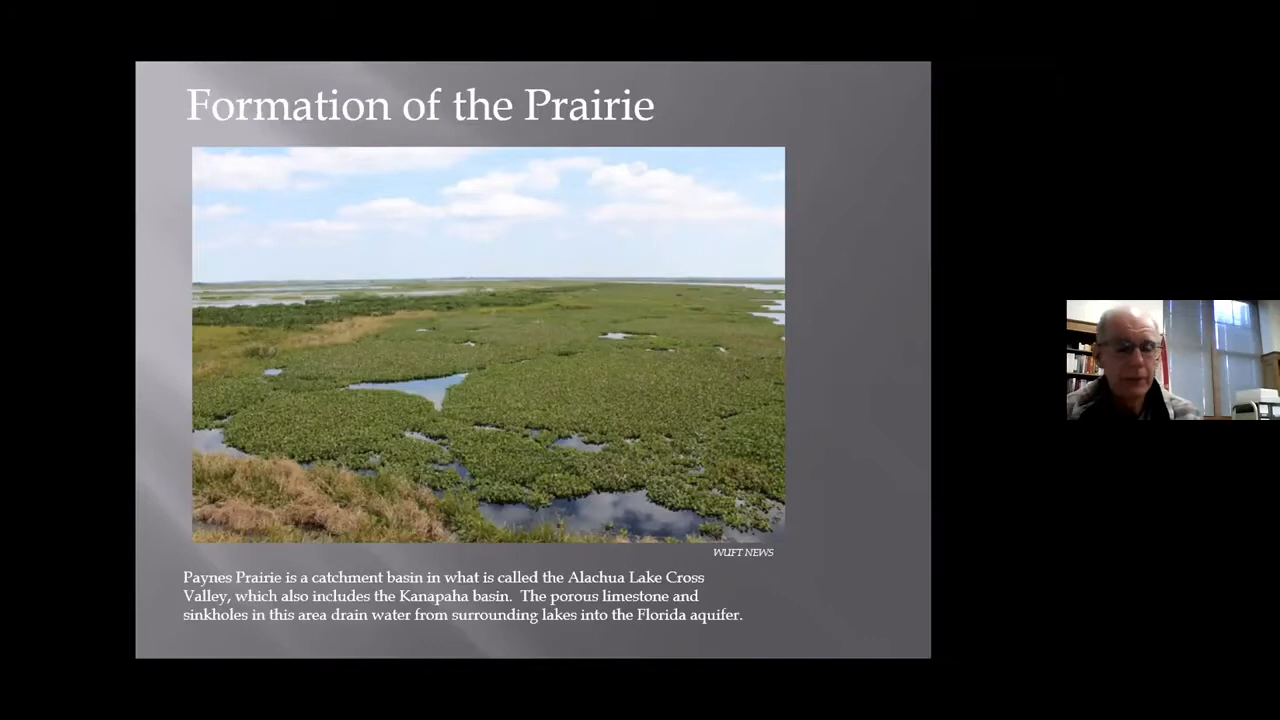 Formation of the Prairie
WUFT NEWS
Paynes Prairie is a catchment basin in what is called the Alachua Lake Cross
Valley, which also includes the Kanapaha basin.  The porous limestone and
sinkholes in this area drain water from surrounding lakes into the Florida aquifer.